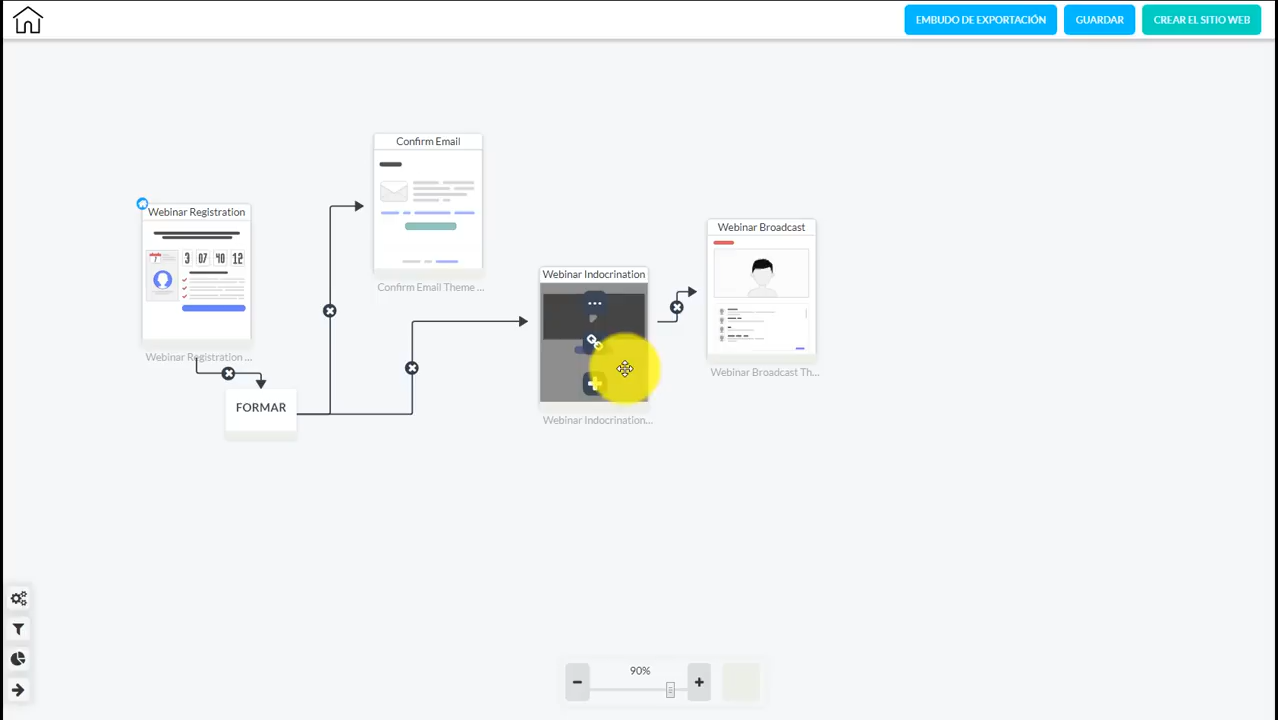 EMBUDO DE EXPORTACIÓN
GUARDAR
CREAR EL SITIO WEB
Confirm Email
Confirm Email Theme ...
Webinar Registration
3 07 40 12
Webinar Registration ...
FORMAR
Webinar Indocrination
Webinar Indocrination...
Webinar Broadcast
Webinar Broadcast Th...
90%